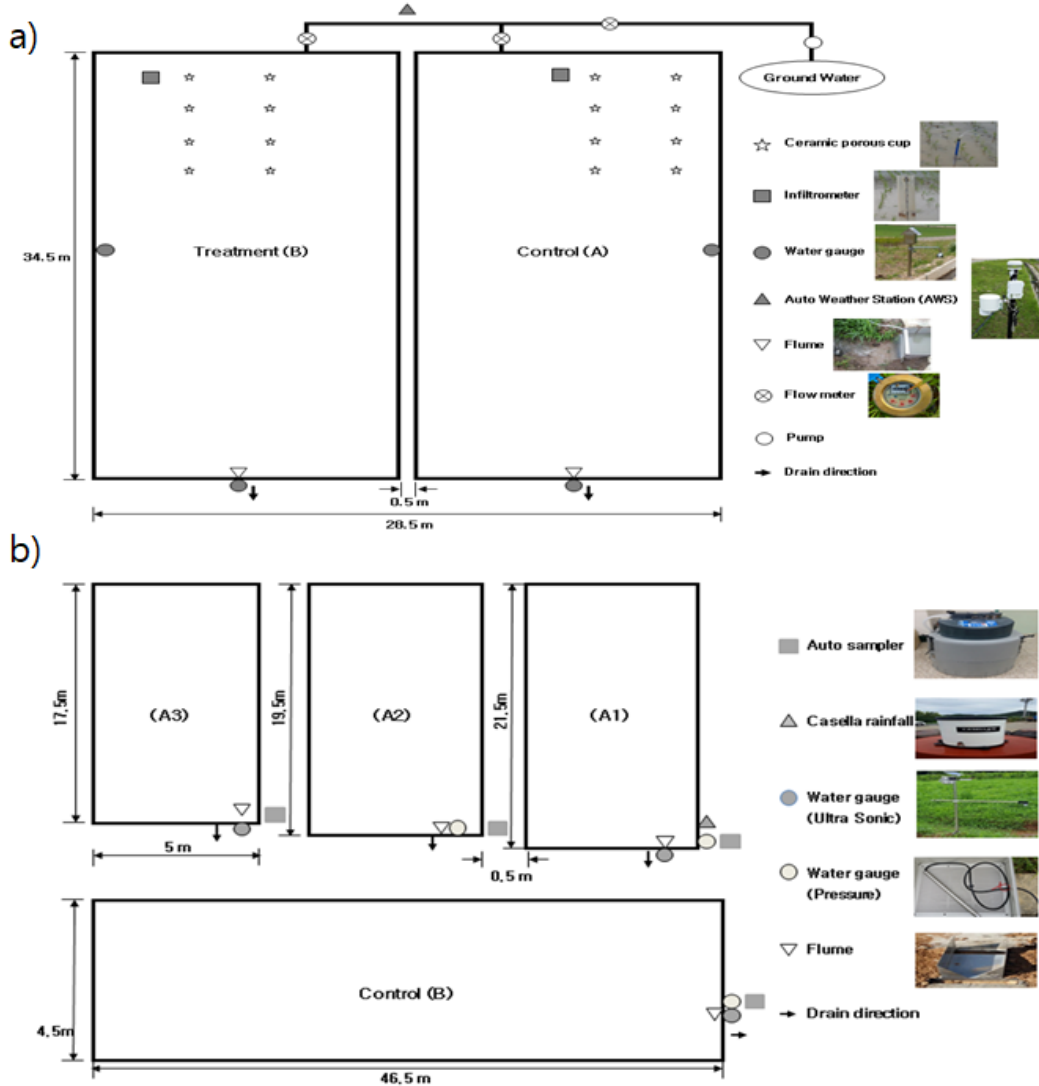 a)
Ground Water
Ceramic porous cup
Infiltrometer
Treatment (B)
Control (A)
Water gauge
34.5 m
Auto Weather Station (AWS)
Flume
Flow meter
Pump
Drain direction
0.5 m
28.5 m
b)
17,5m
(A3)
19,5m
(A2)
21,5m
(A1)
5 m
0,5 m
Auto sampler
Casella rainfall
Water gauge
(Ultra Sonic)
Water gauge
(Pressure)
Flume
Drain direction
Control (B)
4,5m
46,5 m